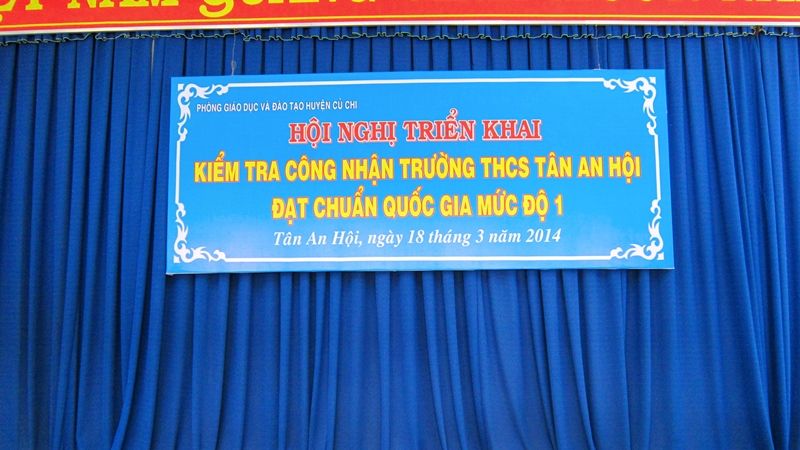 NAM QUANG
PHÒNG GIÁO DỤC VÀ ĐÀO TẠO HUYỆN CỦ CHI
HỘI NGHỊ TRIỂN KHAI
KIỂM TRA CÔNG NHẬN TRƯỜNG THCS TÂN AN HỘI
ĐẠT CHUẨN QUỐC GIA MỨC ĐỘ 1
Tân An Hội, ngày 18 tháng 3 năm 2014